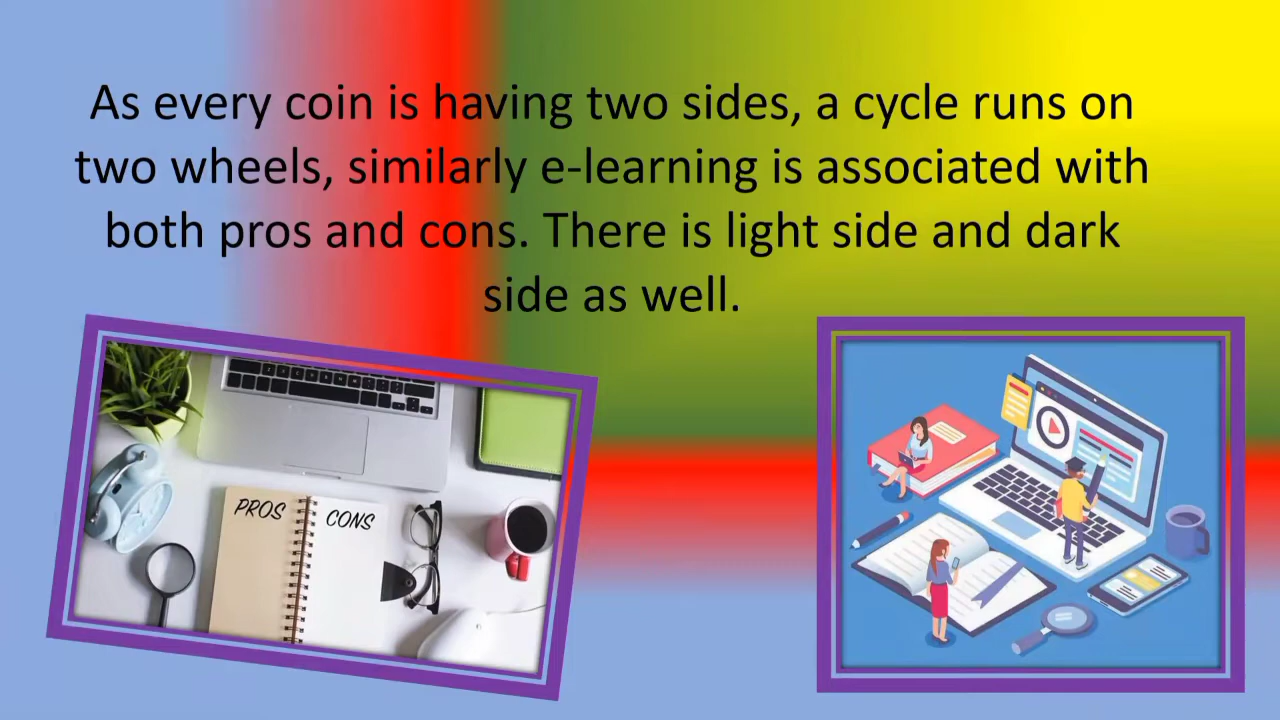 As every coin is having two sides, a cycle runs on
two wheels, similarly e-learning is associated with
both pros and cons. There is light side and dark
side as well.
PROS
CONS